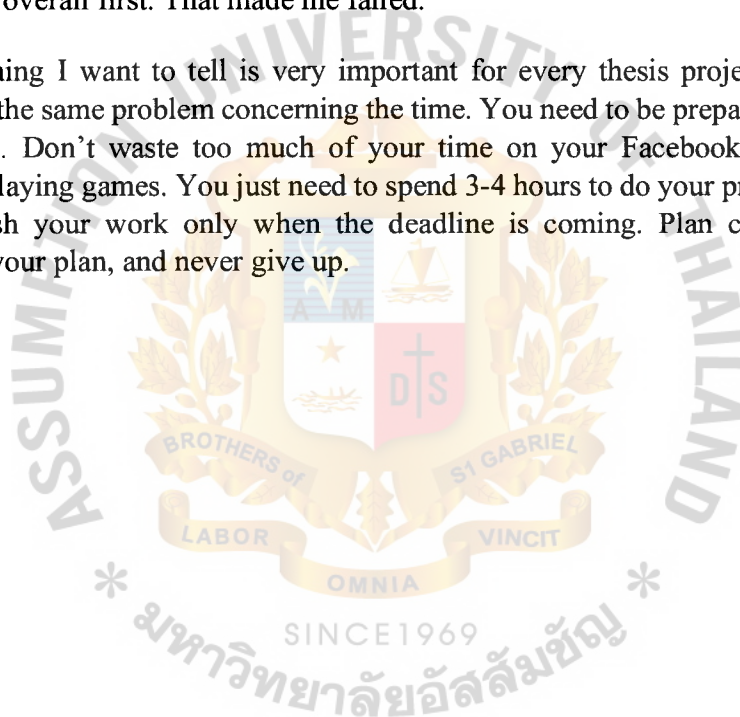 overall first. That made me failed.
ning I want to tell is very important for every thesis proje
the same problem concerning the time. You need to be prepa
. Don't waste too much of your time on your Facebook
laying games. You just need to spend 3-4 hours to do your pr
sh your work only when the deadline is coming. Plan c
your plan, and never give up.
ASSUMPTION UNIVERSITY OF THAILAND
A M
D S
BROTHERS of S1 GABRIEL
LABOR VINCIT
OMNIA
* *
SINCE1969
มหาวิทยาลัยอัสสัมชัญ